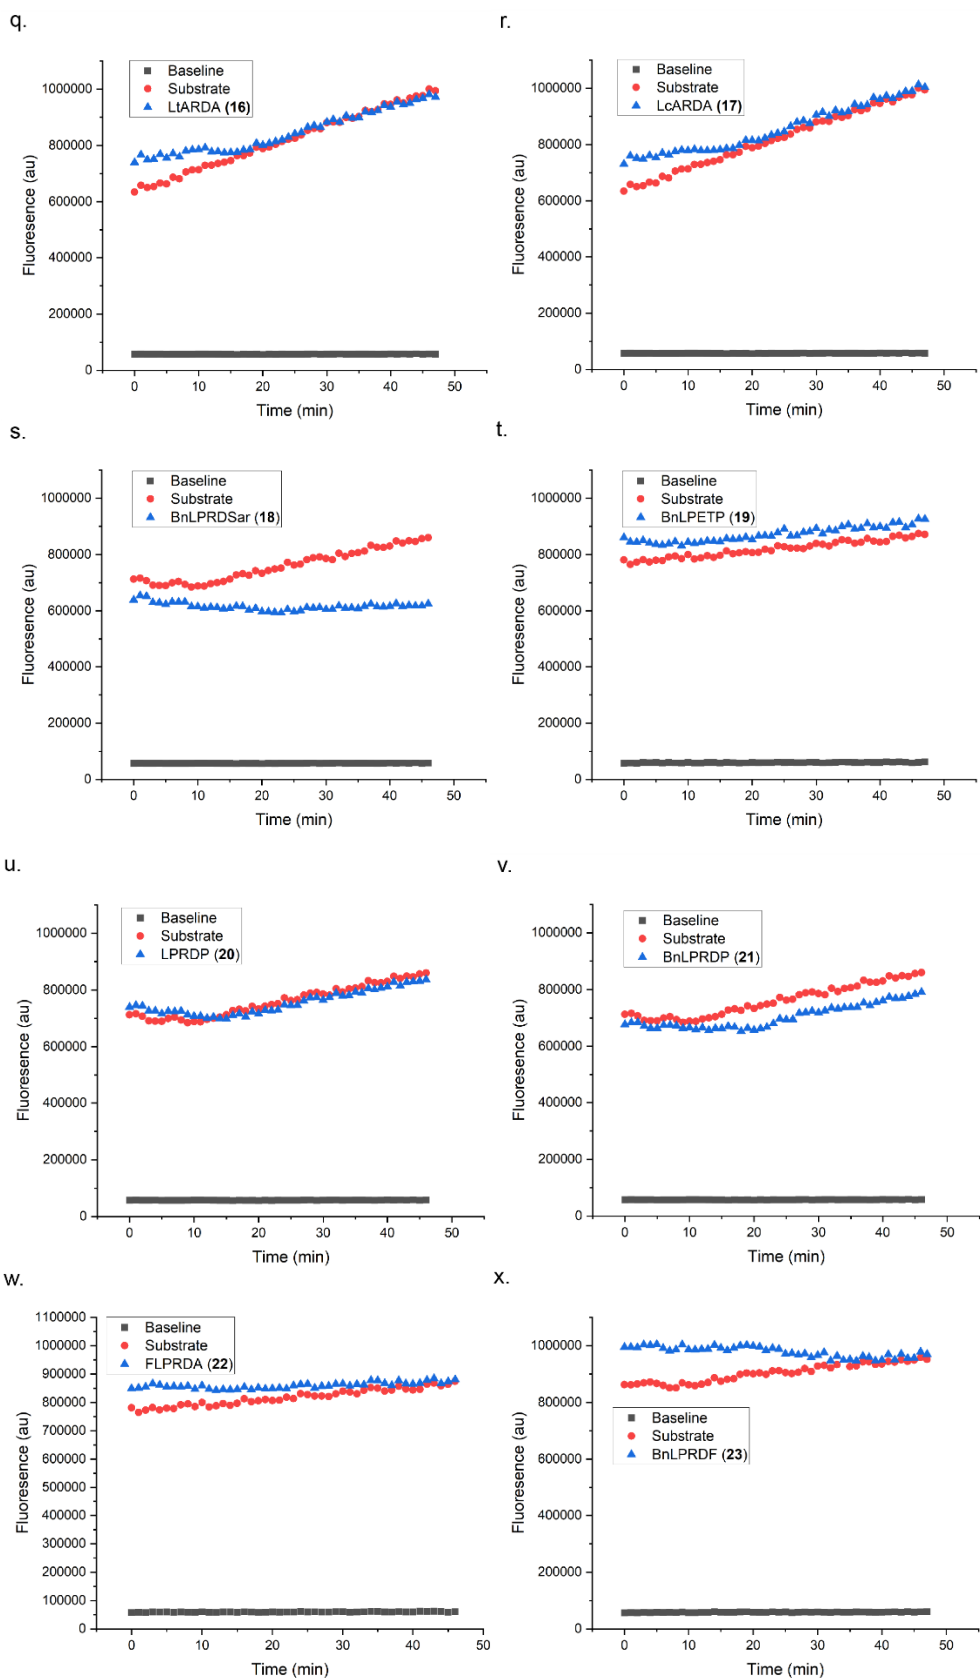 q.
Baseline
Substrate
LtARDA (16)
1000000
800000
600000
400000
200000
0
Fluoresence (au)
0 10 20 30 40 50
Time (min)
r.
Baseline
Substrate
LcARDA (17)
1000000
800000
600000
400000
200000
0
Fluoresence (au)
0 10 20 30 40 50
Time (min)
s.
Baseline
Substrate
BnLPRDSar (18)
1000000
800000
600000
400000
200000
0
Fluoresence (au)
0 10 20 30 40 50
Time (min)
t.
Baseline
Substrate
BnLPETP (19)
1000000
800000
600000
400000
200000
0
Fluoresence (au)
0 10 20 30 40 50
Time (min)
u.
Baseline
Substrate
LPRDP (20)
1000000
800000
600000
400000
200000
0
Fluoresence (au)
0 10 20 30 40 50
Time (min)
v.
Baseline
Substrate
BnLPRDP (21)
1000000
800000
600000
400000
200000
0
Fluoresence (au)
0 10 20 30 40 50
Time (min)
w.
Baseline
Substrate
FLPRDA (22)
1100000
1000000
900000
800000
700000
600000
500000
400000
300000
200000
100000
0
Fluoresence (au)
0 10 20 30 40 50
Time (min)
x.
1000000
800000
600000
400000
200000
0
Baseline
Substrate
BnLPRDF (23)
Fluoresence (au)
0 10 20 30 40 50
Time (min)